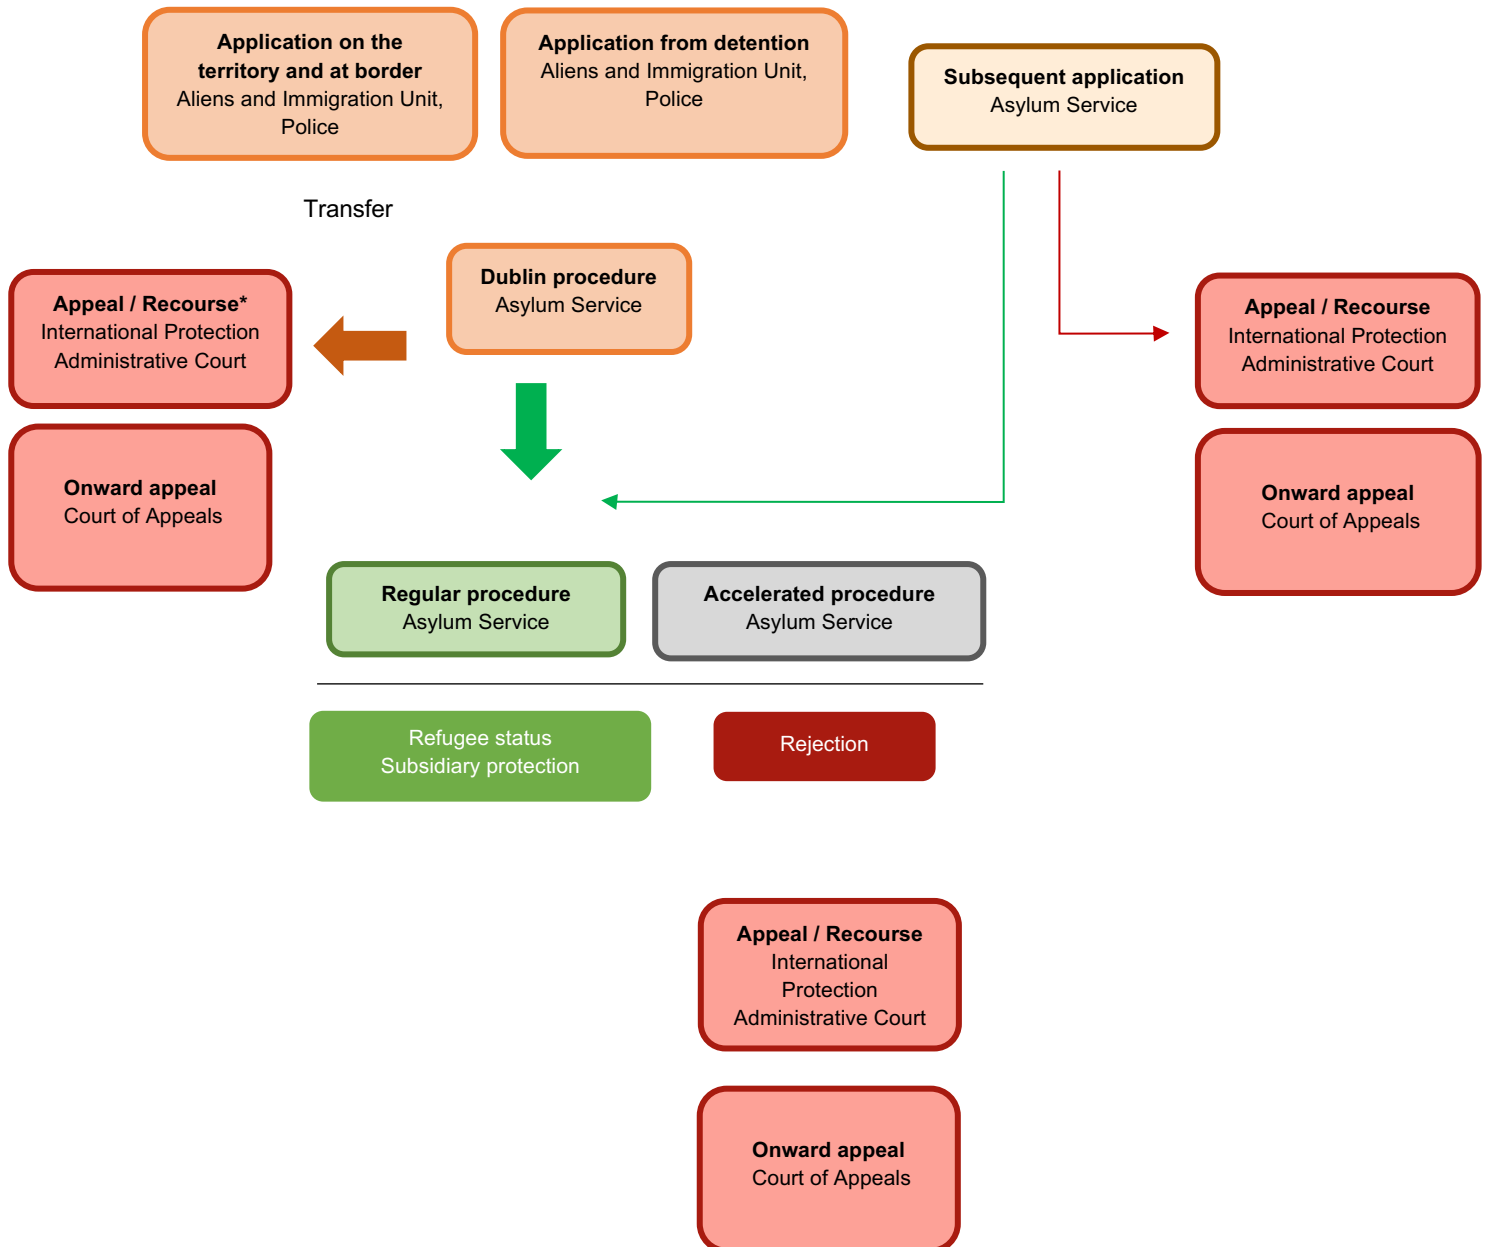 Application on the
territory and at border
Aliens and Immigration Unit,
Police
Application from detention
Aliens and Immigration Unit,
Police
Subsequent application
Asylum Service
Transfer
Dublin procedure
Asylum Service
Appeal / Recourse*
International Protection
Administrative Court
Appeal / Recourse
International Protection
Administrative Court
Onward appeal
Court of Appeals
Onward appeal
Court of Appeals
Regular procedure
Asylum Service
Accelerated procedure
Asylum Service
Refugee status
Subsidiary protection
Rejection
Appeal / Recourse
International
Protection
Administrative Court
Onward appeal
Court of Appeals